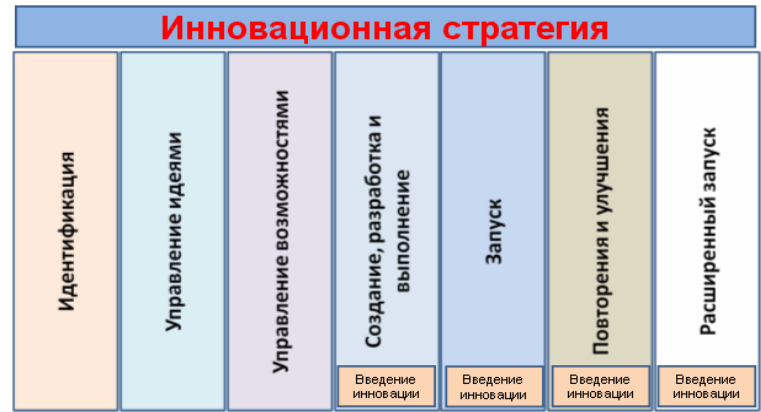 Инновационная стратегия
Идентификация
Управление идеями
Управление возможностями
Создание, разработка и
выполнение
Запуск
Повторения и улучшения
Расширенный запуск
Введение
инновации
Введение
инновации
Введение
инновации
Введение
инновации